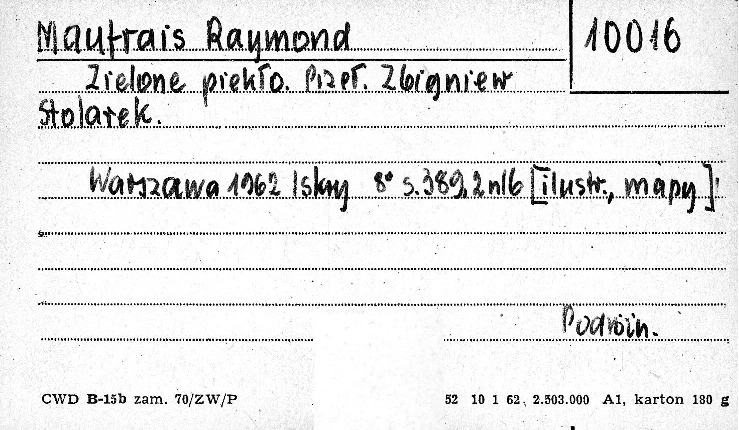 Maufrais Raymond
10016
Zielone piekło. Przeł. Zbigniew
Stolarek.
Warszawa 1962 Iskry 8° s. 389, 2 nlb [ilustr., mapy]
Podróżn.
CWD B-15b zam. 70/ZW/P
52 10 1 62, 2.503.000 A1, karton 180 g